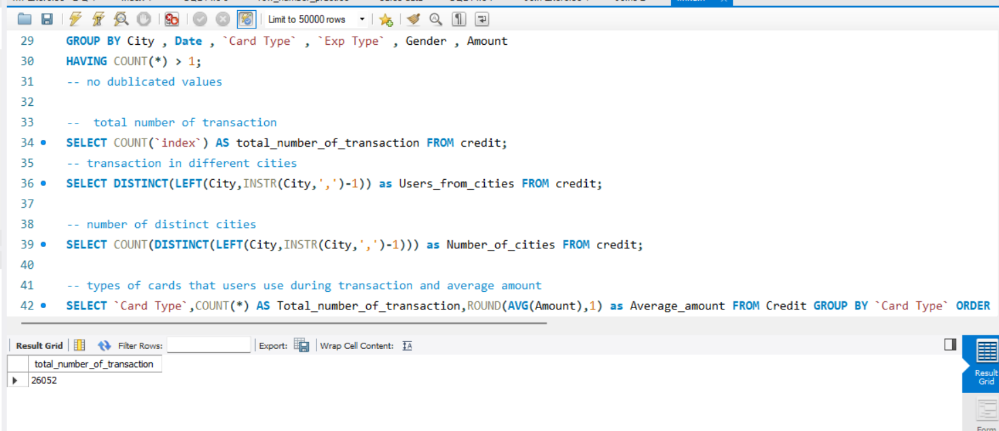 Limit to 50000 rows
29 GROUP BY City , Date , `Card Type` , `Exp Type` , Gender , Amount
30 HAVING COUNT(*) > 1;
31 -- no dublicated values
32
33 --  total number of transaction
34 SELECT COUNT(`index`) AS total_number_of_transaction FROM credit;
35 -- transaction in different cities
36 SELECT DISTINCT(LEFT(City,INSTR(City,',')-1)) as Users_from_cities FROM credit;
37
38 -- number of distinct cities
39 SELECT COUNT(DISTINCT(LEFT(City,INSTR(City,',')-1))) as Number_of_cities FROM credit;
40
41 -- types of cards that users use during transaction and average amount
42 SELECT `Card Type`,COUNT(*) AS Total_number_of_transaction,ROUND(AVG(Amount),1) as Average_amount FROM Credit GROUP BY `Card Type` ORDER
Result Grid Filter Rows: Export: Wrap Cell Content:
total_number_of_transaction
26052
Result
Grid